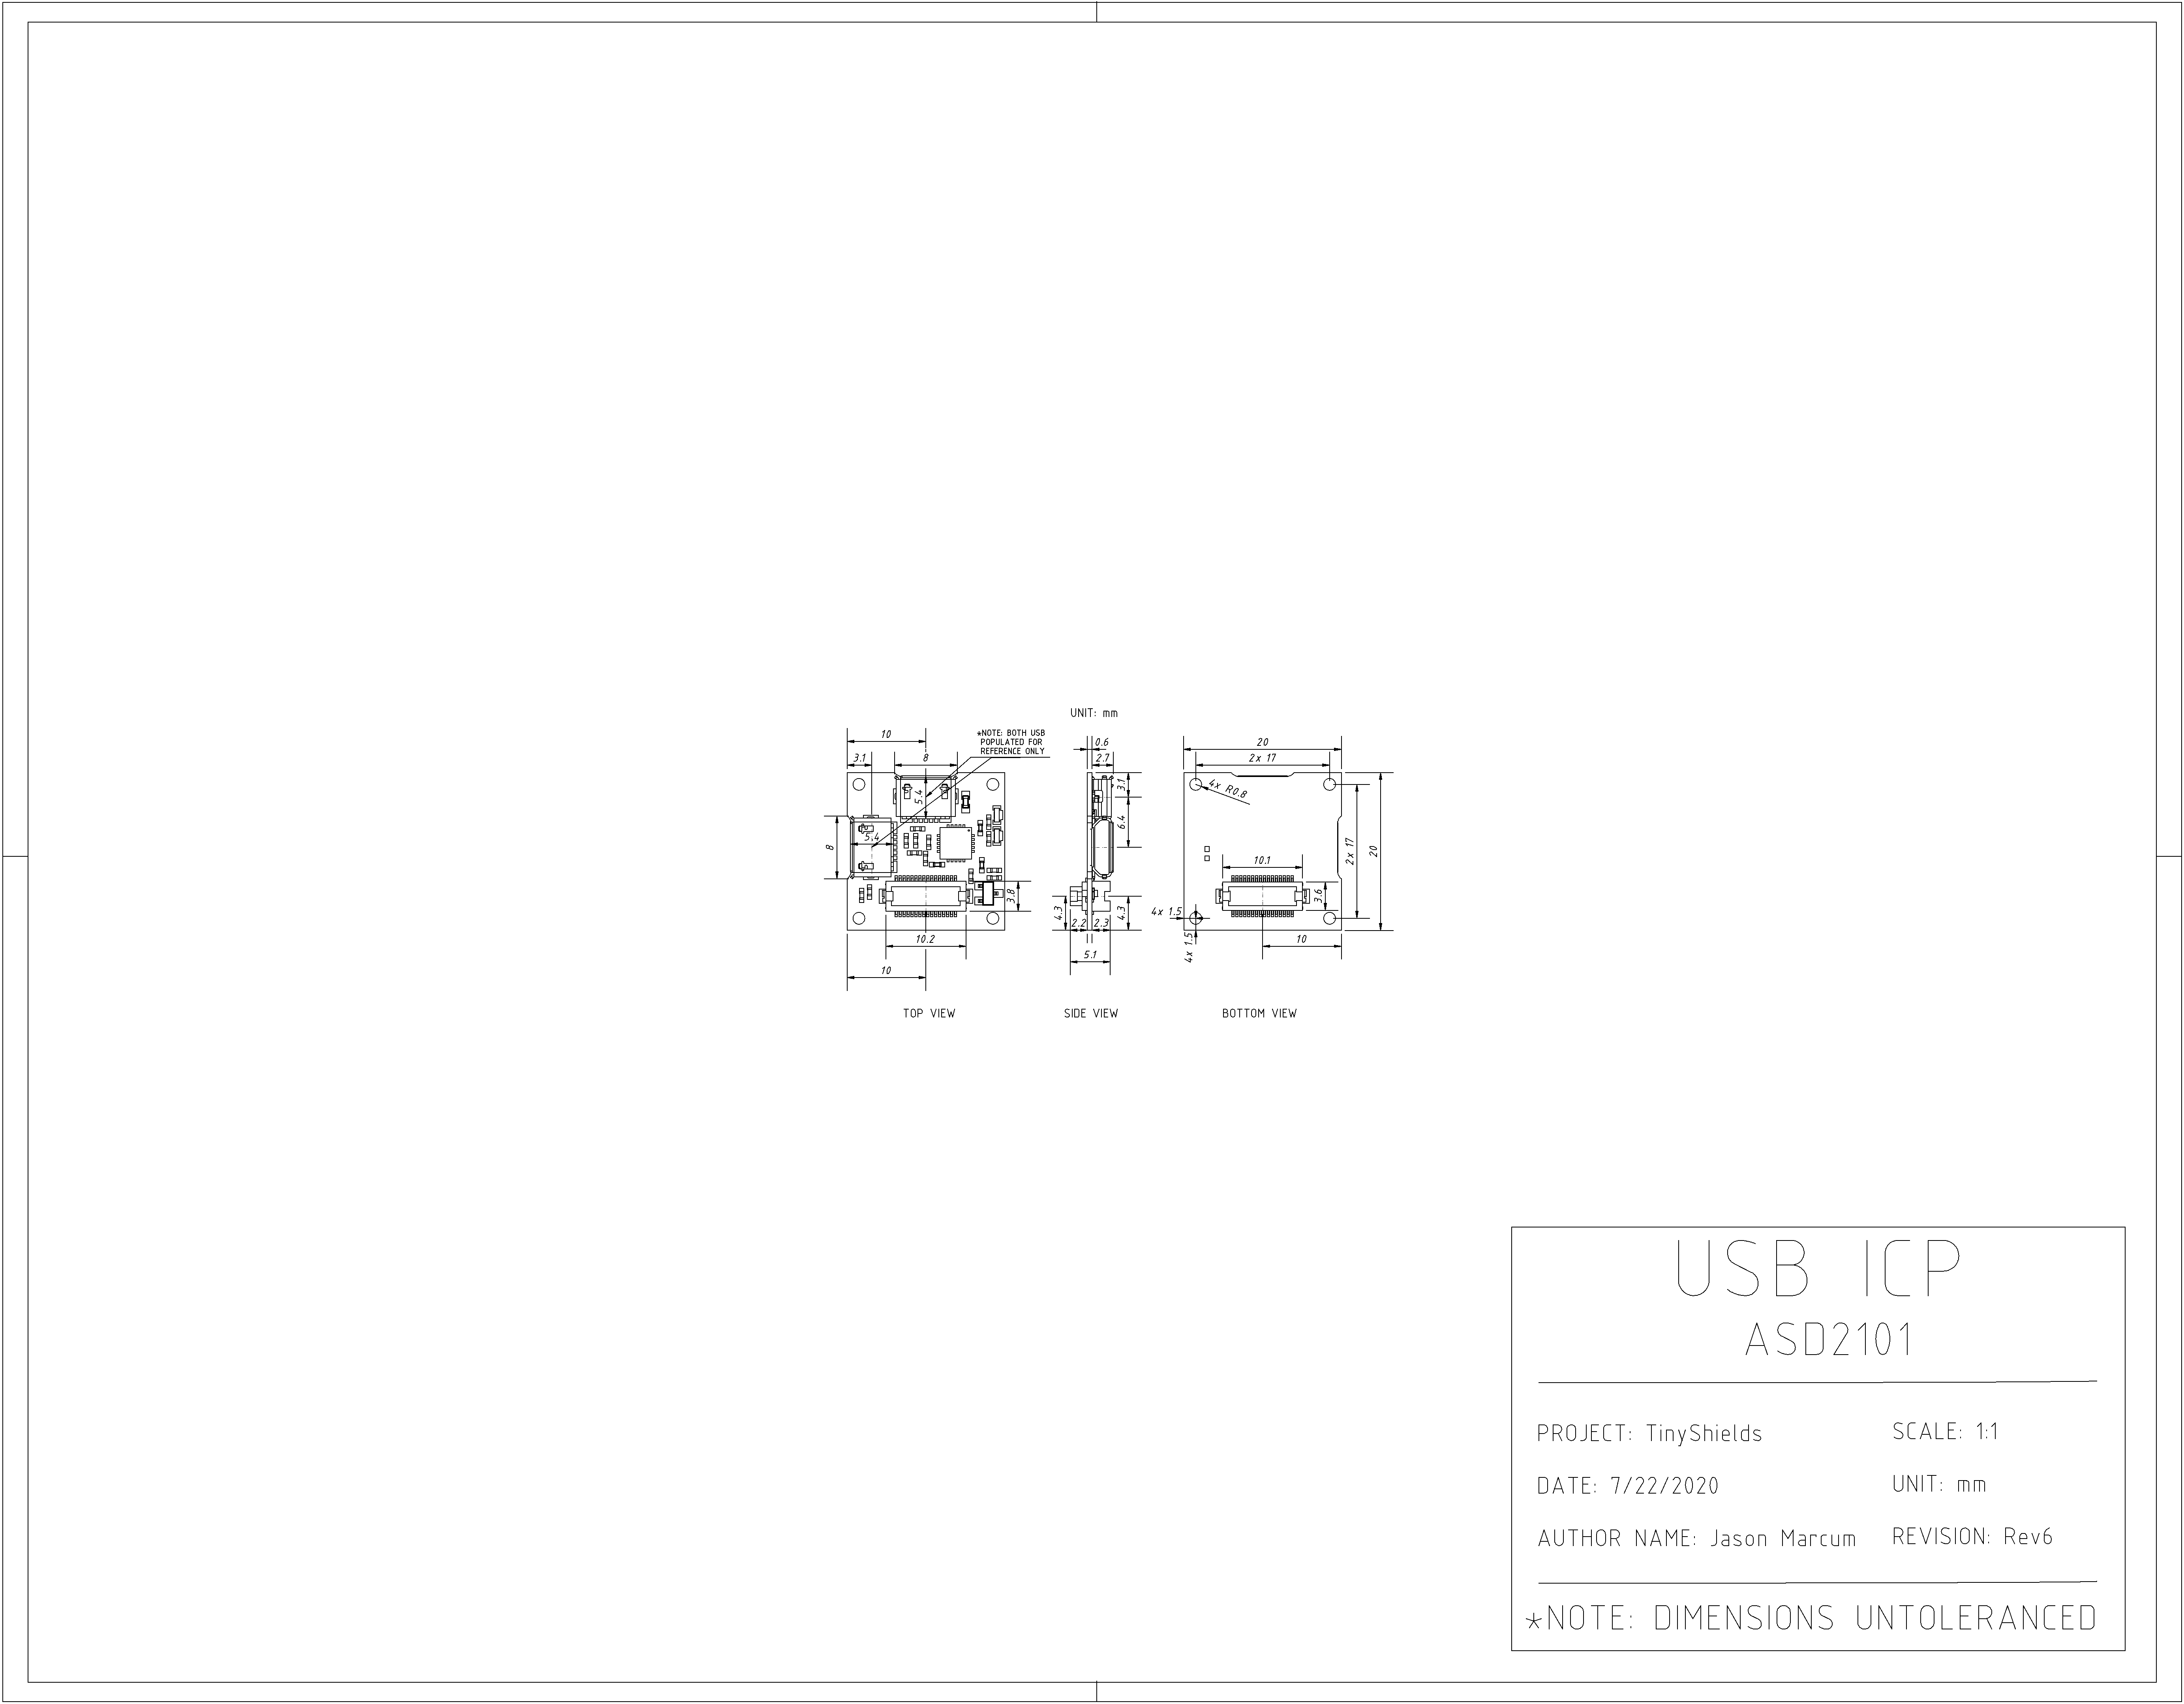 UNIT: mm
10
*NOTE: BOTH USB
POPULATED FOR
REFERENCE ONLY
3.1
8
5.4
8
5.4
3.8
10.2
10
TOP VIEW
0.6
2.7
3.1
6.4
4.3
4.3
2.2
2.3
5.1
SIDE VIEW
20
2x 17
4x R0.8
2x 17
20
10.1
3.6
4x 1.5
4x 1.5
10
BOTTOM VIEW
USB ICP
ASD2101
PROJECT: TinyShields
SCALE: 1:1
DATE: 7/22/2020
UNIT: mm
AUTHOR NAME: Jason Marcum
REVISION: Rev6
*NOTE: DIMENSIONS UNTOLERANCED